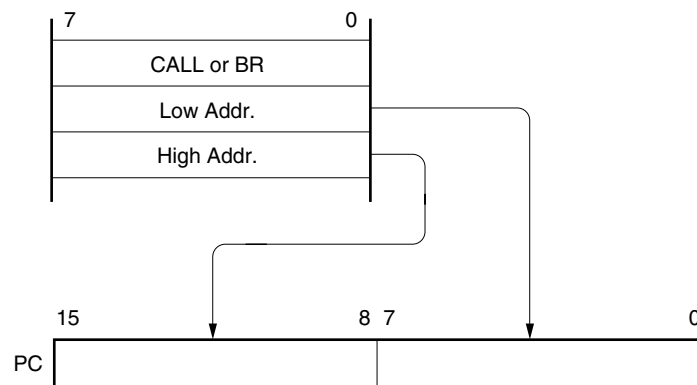 7 0
CALL or BR
Low Addr.
High Addr.
15 8 7 0
PC